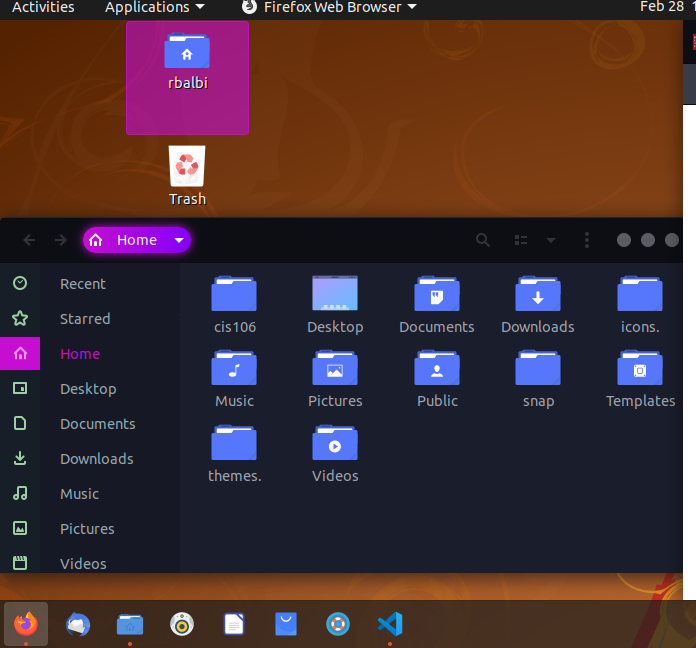 Activities Applications Firefox Web Browser Feb 28
rbalbi
Trash
Home
Recent
Starred
Home
Desktop
Documents
Downloads
Music
Pictures
Videos
cis106 Desktop Documents Downloads icons.
Music Pictures Public snap Templates
themes. Videos